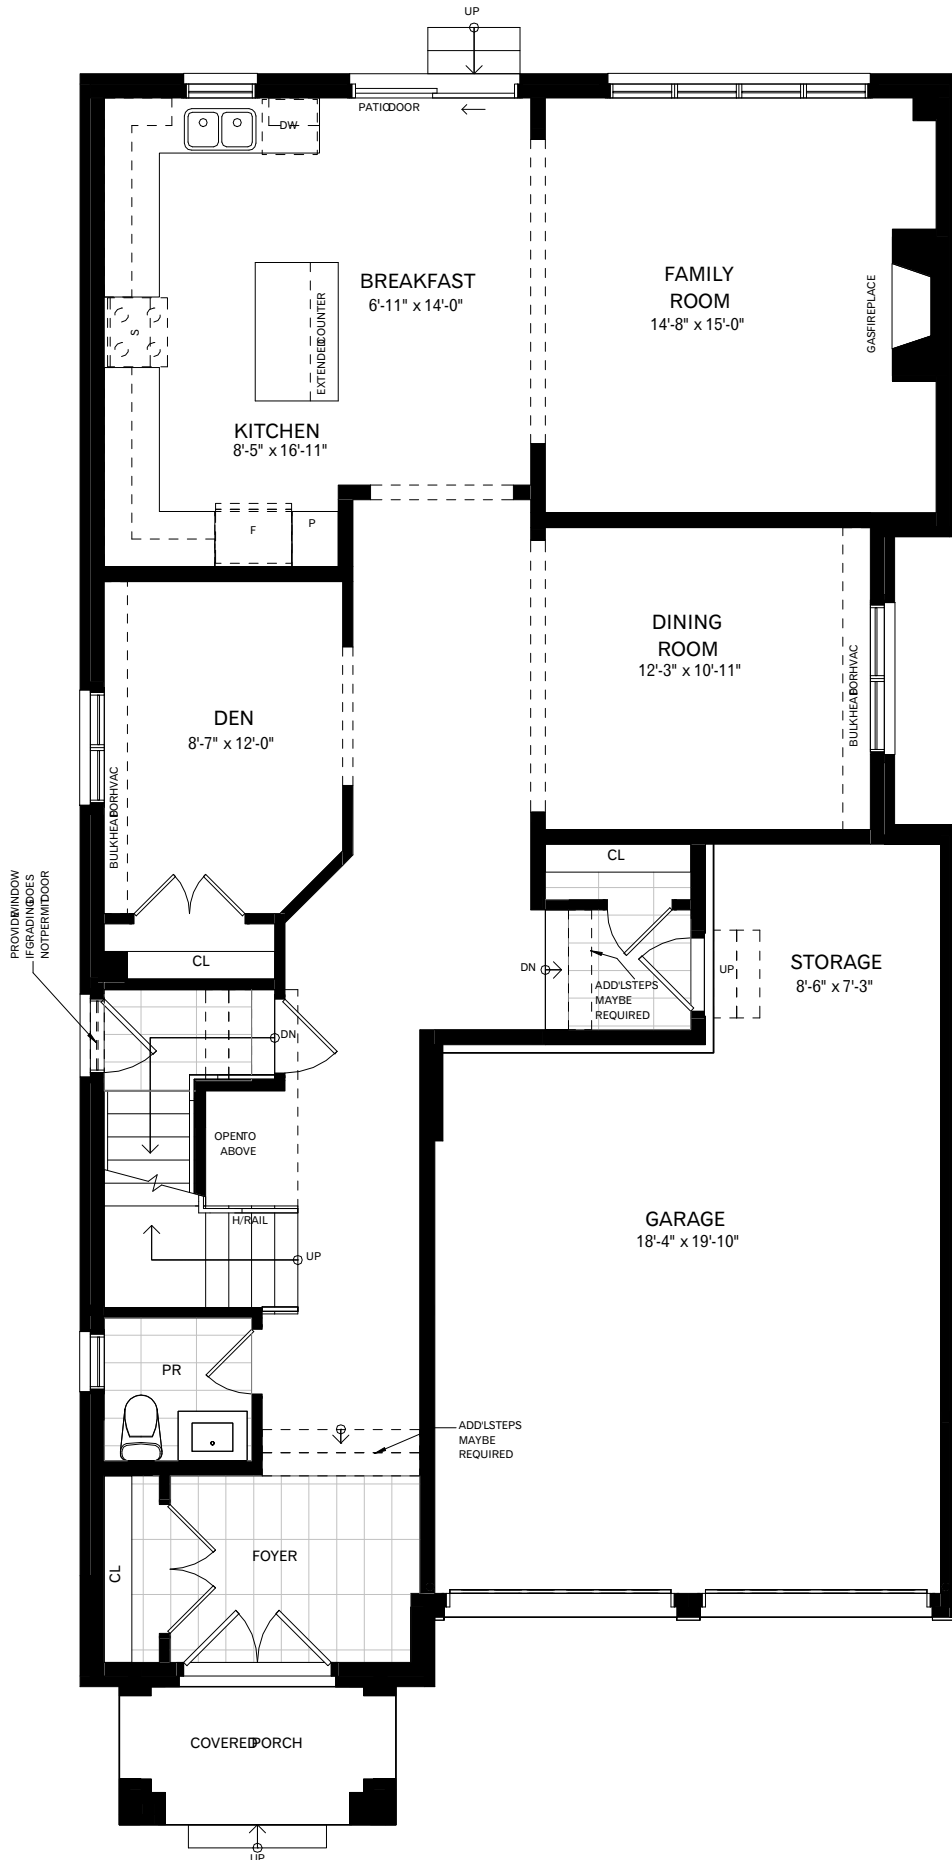 UP
PATIO DOOR
DW
BREAKFAST
6'-11" x 14'-0"
FAMILY
ROOM
14'-8" x 15'-0"
GAS FIREPLACE
S
EXTENDED COUNTER
KITCHEN
8'-5" x 16'-11"
F
P
DINING
ROOM
12'-3" x 10'-11"
BULKHEAD FOR HVAC
DEN
8'-7" x 12'-0"
BULKHEAD FOR HVAC
CL
PROVIDE WINDOW
IF GRADING DOES
NOT PERMIT DOOR
CL
DN
ADD'L STEPS
MAY BE
REQUIRED
UP
STORAGE
8'-6" x 7'-3"
DN
OPEN TO
ABOVE
H/RAIL
UP
GARAGE
18'-4" x 19'-10"
PR
ADD'L STEPS
MAY BE
REQUIRED
FOYER
CL
COVERED PORCH
UP